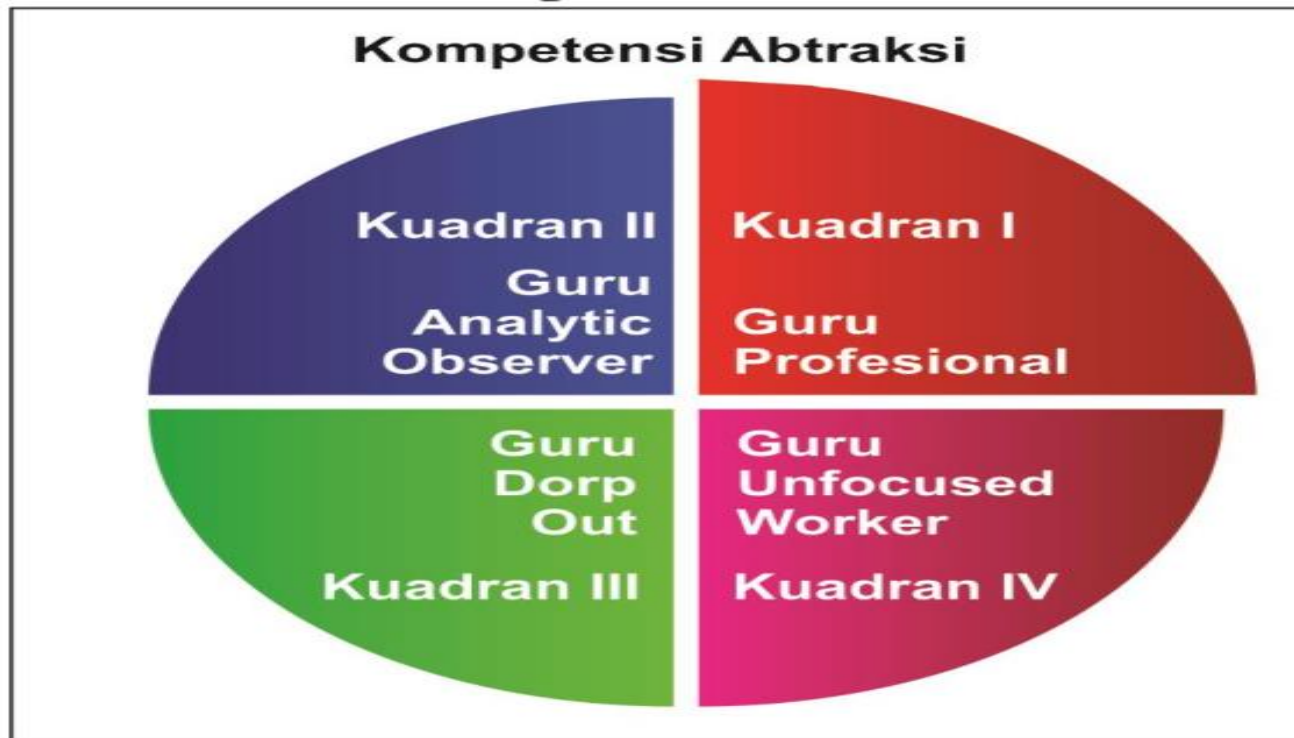 Kompetensi Abtraksi
Kuadran II
Guru
Analytic
Observer
Kuadran I
Guru
Profesional
Guru
Dorp
Out
Kuadran III
Guru
Unfocused
Worker
Kuadran IV